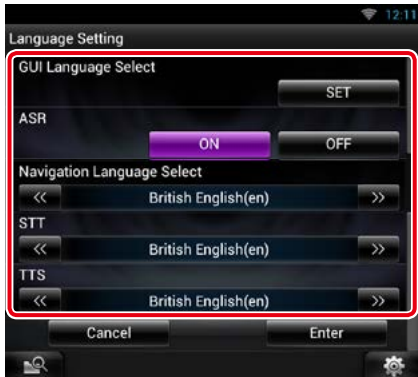 12:11
Language Setting
GUI Language Select
SET
ASR
ON OFF
Navigation Language Select
<< British English(en) >>
STT
<< British English(en) >>
TTS
<< British English(en) >>
Cancel Enter